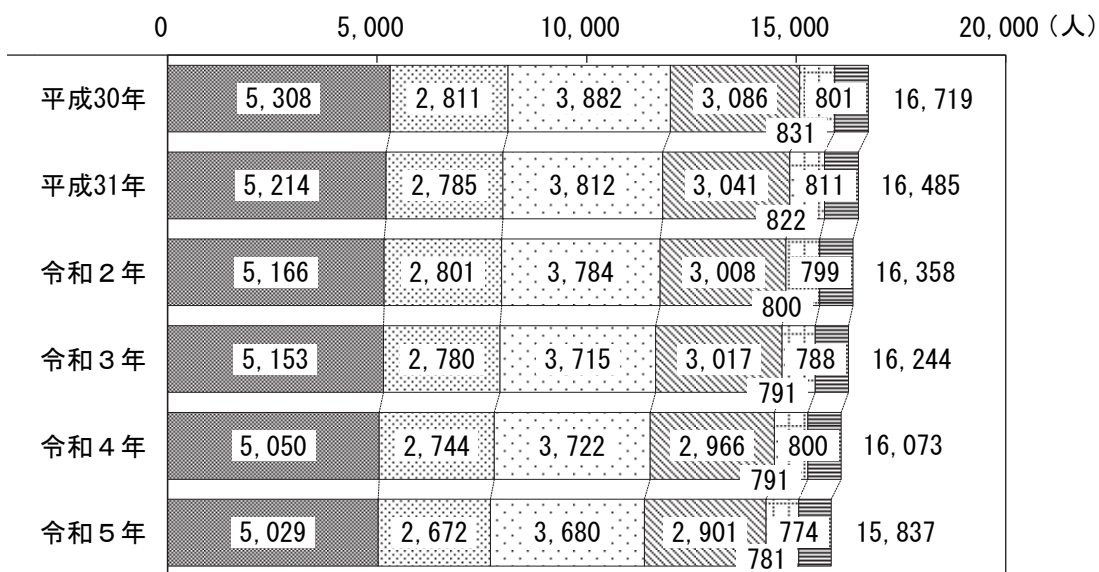 0 5,000 10,000 15,000 20,000 (人)
平成30年 5,308 2,811 3,882 3,086 801 16,719
831
平成31年 5,214 2,785 3,812 3,041 811 16,485
822
令和２年 5,166 2,801 3,784 3,008 799 16,358
800
令和３年 5,153 2,780 3,715 3,017 788 16,244
791
令和４年 5,050 2,744 3,722 2,966 800 16,073
791
令和５年 5,029 2,672 3,680 2,901 774 15,837
781